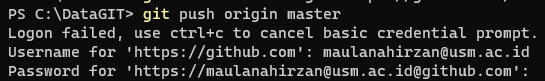 PS C:\DataGIT> git push origin master
Logon failed, use ctrl+c to cancel basic credential prompt.
Username for 'https://github.com': maulanahirzan@usm.ac.id
Password for 'https://maulanahirzan@usm.ac.id@github.com':